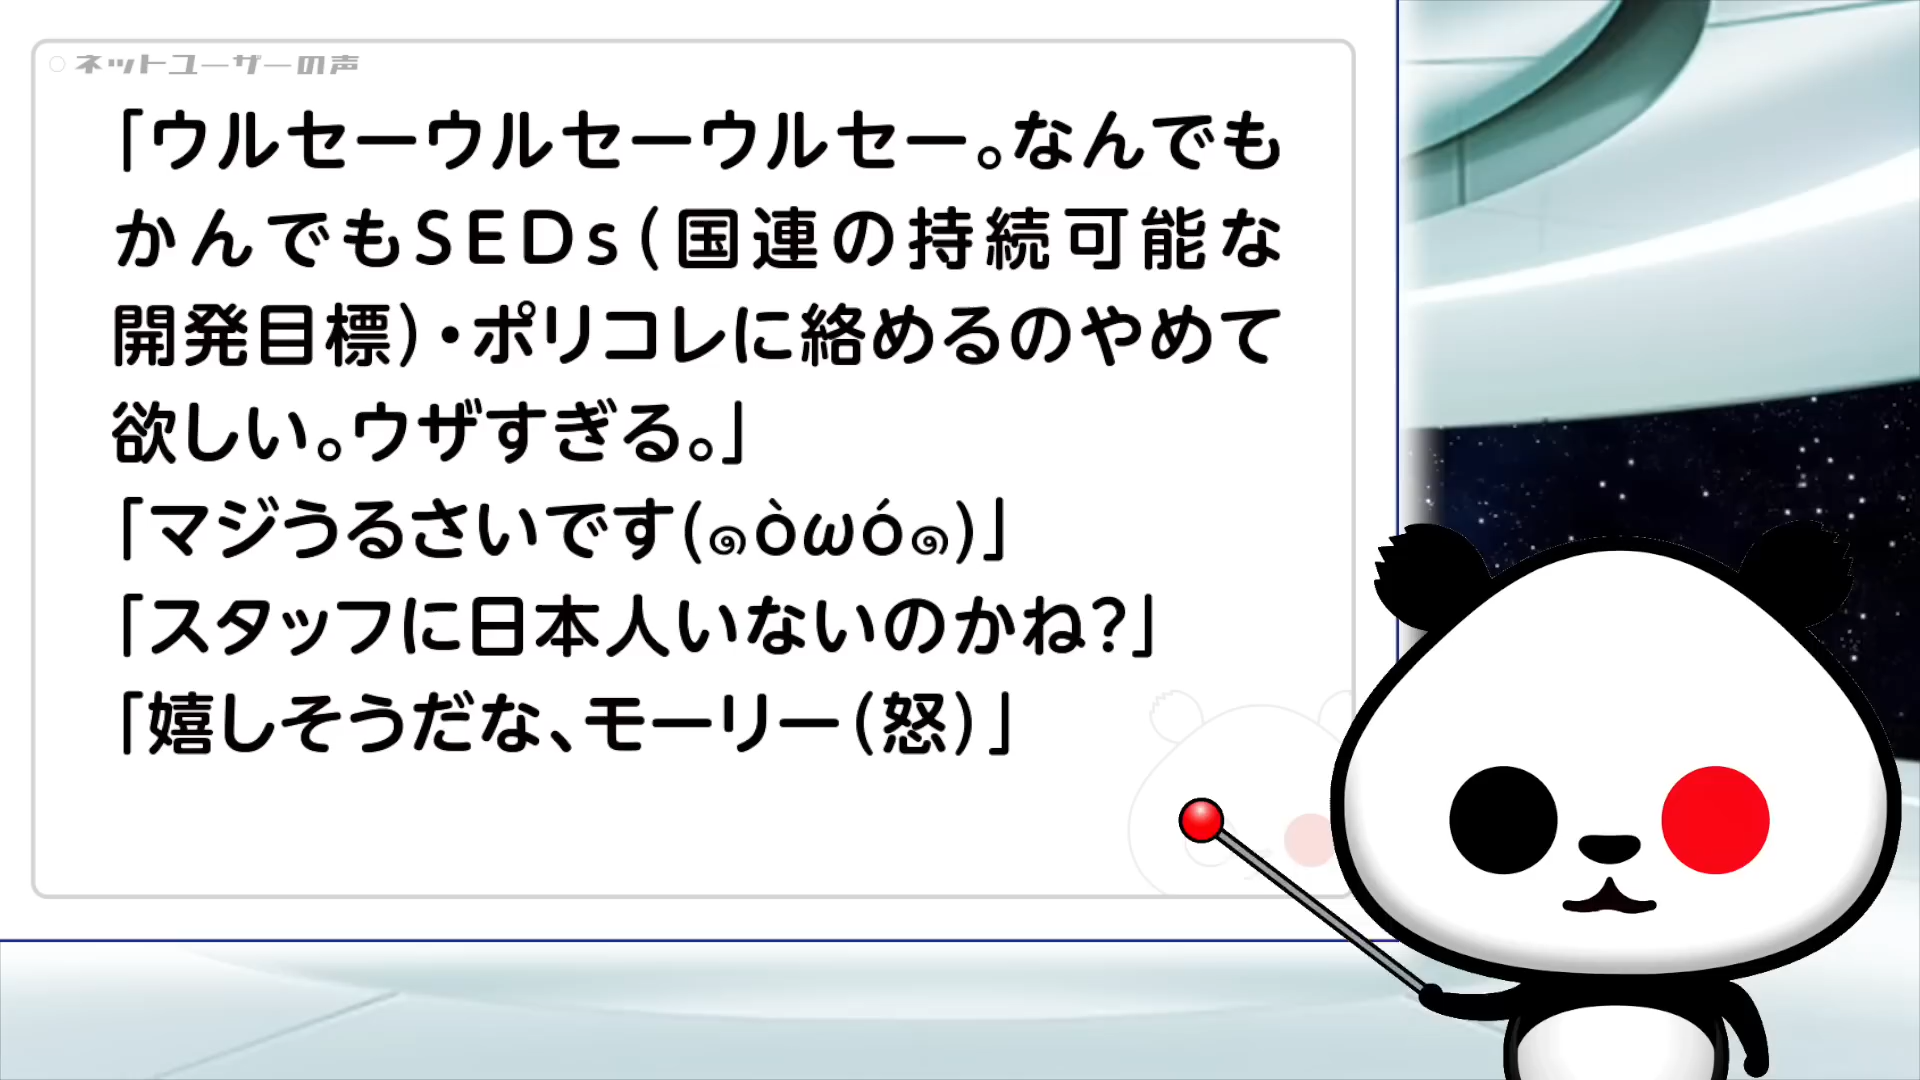 ネットユーザーの声
「ウルセーウルセーウルセー。なんでも
かんでもSEDs(国連の持続可能な
開発目標)・ポリコレに絡めるのやめて
欲しい。ウザすぎる。」
「マジうるさいです(๑òωó๑)」
「スタッフに日本人いないのかね?」
「嬉しそうだな、モーリー(怒)」